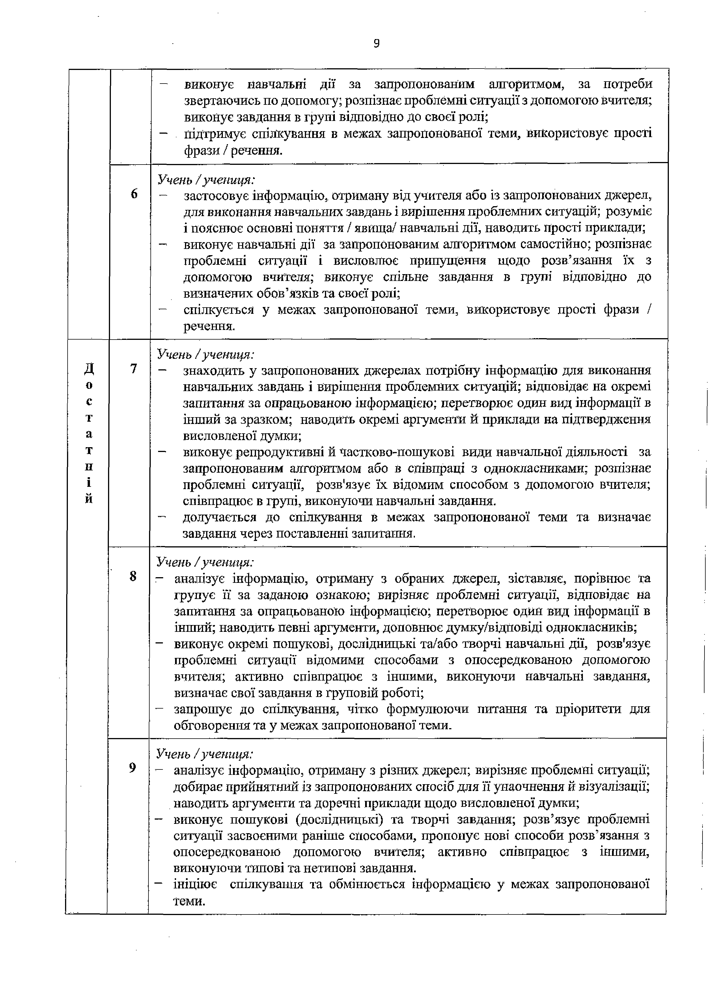 9
– виконує навчальні дії за запропонованим алгоритмом, за потреби
звертаючись по допомогу; розпізнає проблемні ситуації з допомогою вчителя;
виконує завдання в групі відповідно до своєї ролі;
– підтримує спілкування в межах запропонованої теми, використовує прості
фрази / речення.
6
Учень / учениця:
– застосовує інформацію, отриману від учителя або із запропонованих джерел,
для виконання навчальних завдань і вирішення проблемних ситуацій; розуміє
і пояснює основні поняття / явища/ навчальні дії, наводить прості приклади;
– виконує навчальні дії за запропонованим алгоритмом самостійно; розпізнає
проблемні ситуації і висловлює припущення щодо розв’язання їх з
допомогою вчителя; виконує спільне завдання в групі відповідно до
визначених обов’язків та своєї ролі;
– спілкується у межах запропонованої теми, використовує прості фрази /
речення.
Д
о
с
т
а
т
н
і
й
7
Учень / учениця:
– знаходить у запропонованих джерелах потрібну інформацію для виконання
навчальних завдань і вирішення проблемних ситуацій; відповідає на окремі
запитання за опрацьованою інформацією; перетворює один вид інформації в
інший за зразком; наводить окремі аргументи й приклади на підтвердження
висловленої думки;
– виконує репродуктивні й частково-пошукові види навчальної діяльності за
запропонованим алгоритмом або в співпраці з однокласниками; розпізнає
проблемні ситуації, розв'язує їх відомим способом з допомогою вчителя;
співпрацює в групі, виконуючи навчальні завдання.
– долучається до спілкування в межах запропонованої теми та визначає
завдання через поставленні запитання.
8
Учень / учениця:
– аналізує інформацію, отриману з обраних джерел, зіставляє, порівнює та
групує її за заданою ознакою; вирізняє проблемні ситуації, відповідає на
запитання за опрацьованою інформацією; перетворює один вид інформації в
інший; наводить певні аргументи, доповнює думку/відповіді однокласників;
– виконує окремі пошукові, дослідницькі та/або творчі навчальні дії, розв'язує
проблемні ситуації відомими способами з опосередкованою допомогою
вчителя; активно співпрацює з іншими, виконуючи навчальні завдання,
визначає свої завдання в груповій роботі;
– запрошує до спілкування, чітко формулюючи питання та пріоритети для
обговорення та у межах запропонованої теми.
9
Учень / учениця:
– аналізує інформацію, отриману з різних джерел; вирізняє проблемні ситуації;
добирає прийнятний із запропонованих спосіб для її унаочнення й візуалізації;
наводить аргументи та доречні приклади щодо висловленої думки;
– виконує пошукові (дослідницькі) та творчі завдання; розв’язує проблемні
ситуації засвоєними раніше способами, пропонує нові способи розв’язання з
опосередкованою допомогою вчителя; активно співпрацює з іншими,
виконуючи типові та нетипові завдання.
– ініціює спілкування та обмінюється інформацією у межах запропонованої
теми.